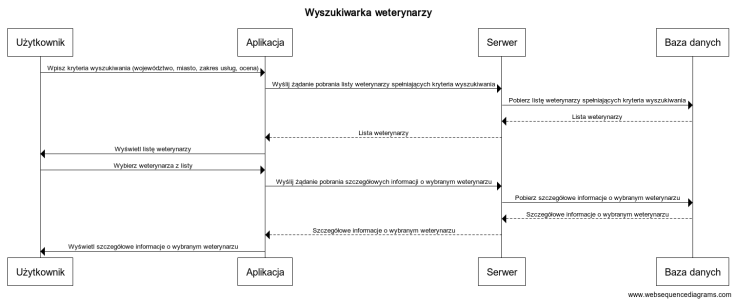 Wyszukiwarka weterynarzy
Użytkownik
Aplikacja
Serwer
Baza danych
Wpisz kryteria wyszukiwania (województwo, miasto, zakres usług, ocena)
Wyślij żądanie pobrania listy weterynarzy spełniających kryteria wyszukiwania
Pobierz listę weterynarzy spełniających kryteria wyszukiwania
Lista weterynarzy
Lista weterynarzy
Wyświetl listę weterynarzy
Wybierz weterynarza z listy
Wyślij żądanie pobrania szczegółowych informacji o wybranym weterynarzu
Pobierz szczegółowe informacje o wybranym weterynarzu
Szczegółowe informacje o wybranym weterynarzu
Szczegółowe informacje o wybranym weterynarzu
Wyświetl szczegółowe informacje o wybranym weterynarzu
Użytkownik
Aplikacja
Serwer
Baza danych
www.websequencediagrams.com